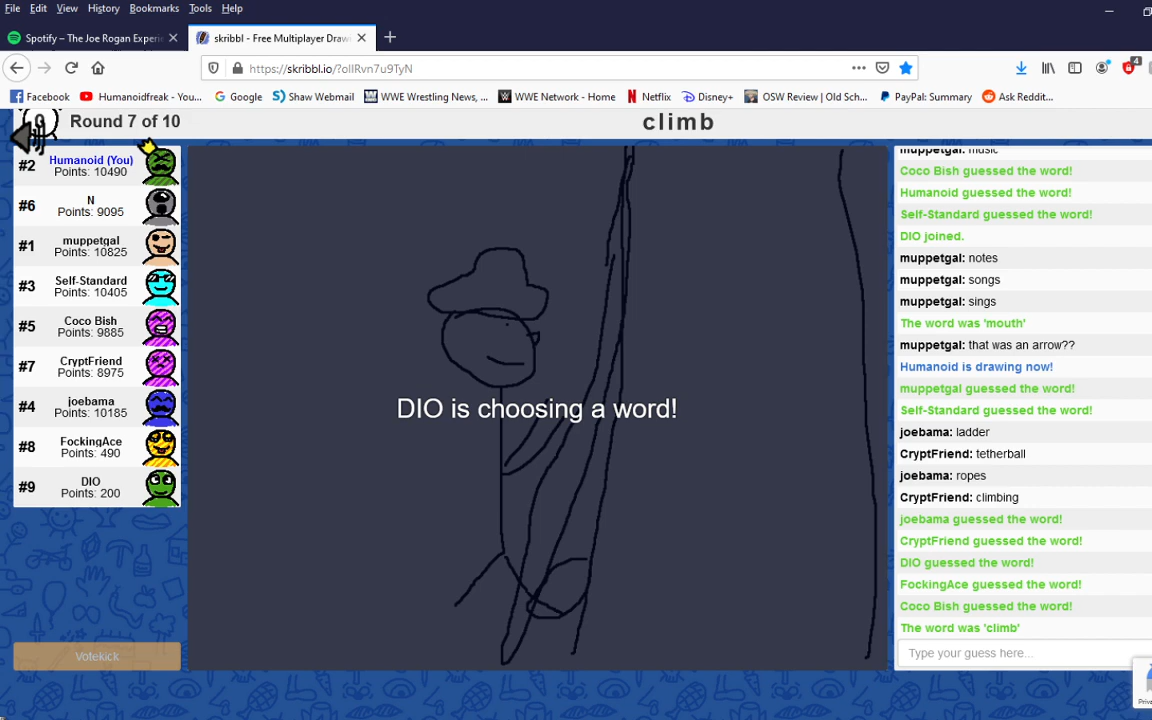 File Edit View History Bookmarks Tools Help
Spotify – The Joe Rogan Experi
skribbl - Free Multiplayer Draw
https://skribbl.io/?olIRvn7u9TyN
4
Facebook Humanoidfreak - You... Google Shaw Webmail WWE Wrestling News, ... WWE Network - Home Netflix Disney+ OSW Review | Old Sch... PayPal: Summary Ask Reddit...
0 Round 7 of 10
climb
#2 Humanoid (You)
Points: 10490
#6 N
Points: 9095
#1 muppetgal
Points: 10825
#3 Self-Standard
Points: 10405
#5 Coco Bish
Points: 9885
#7 CryptFriend
Points: 8975
#4 joebama
Points: 10185
#8 FockingAce
Points: 490
#9 DIO
Points: 200
Votekick
DIO is choosing a word!
muppetgal: music
Coco Bish guessed the word!
Humanoid guessed the word!
Self-Standard guessed the word!
DIO joined.
muppetgal: notes
muppetgal: songs
muppetgal: sings
The word was 'mouth'
muppetgal: that was an arrow??
Humanoid is drawing now!
muppetgal guessed the word!
Self-Standard guessed the word!
joebama: ladder
CryptFriend: tetherball
joebama: ropes
CryptFriend: climbing
joebama guessed the word!
CryptFriend guessed the word!
DIO guessed the word!
FockingAce guessed the word!
Coco Bish guessed the word!
The word was 'climb'
Type your guess here...
Priva